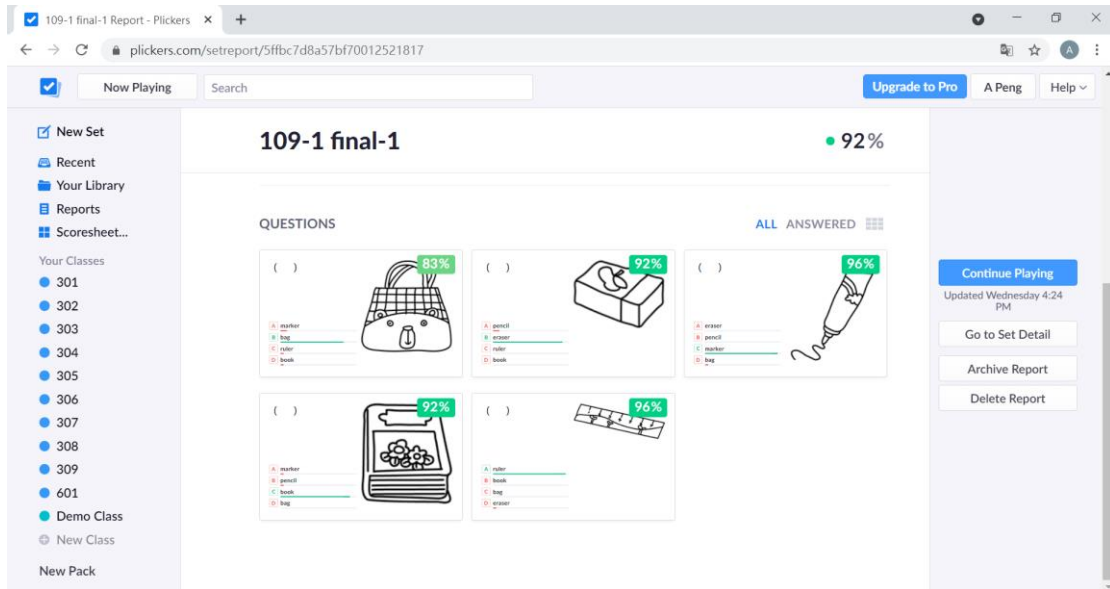 109-1 final-1 Report - Plickers
plickers.com/setreport/5ffbc7d8a57bf70012521817
A
Now Playing
Search
Upgrade to Pro
A Peng
Help
New Set
Recent
Your Library
Reports
Scoresheet...
Your Classes
301
302
303
304
305
306
307
308
309
601
Demo Class
New Class
New Pack
109-1 final-1
92%
QUESTIONS
ALL ANSWERED
( )
83%
A marker
B bag
C ruler
D book
( )
92%
A pencil
B eraser
C ruler
D book
( )
96%
A eraser
B pencil
C marker
D bag
( )
92%
A marker
B pencil
C book
D bag
( )
96%
A ruler
B book
C bag
D eraser
Continue Playing
Updated Wednesday 4:24
PM
Go to Set Detail
Archive Report
Delete Report